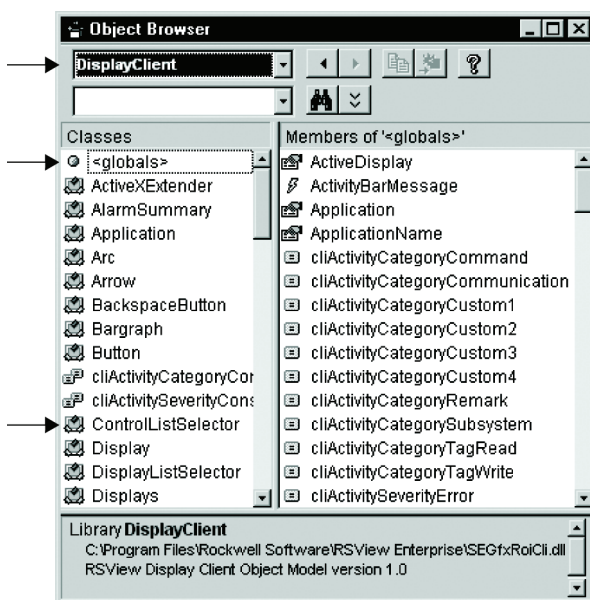 Object Browser
DisplayClient
Classes
<globals>
ActiveXExtender
AlarmSummary
Application
Arc
Arrow
BackspaceButton
Bargraph
Button
cliActivityCategoryCor
cliActivitySeverityCons
ControlListSelector
Display
DisplayListSelector
Displays
Members of '<globals>'
ActiveDisplay
ActivityBarMessage
Application
ApplicationName
cliActivityCategoryCommand
cliActivityCategoryCommunication
cliActivityCategoryCustom1
cliActivityCategoryCustom2
cliActivityCategoryCustom3
cliActivityCategoryCustom4
cliActivityCategoryRemark
cliActivityCategorySubsystem
cliActivityCategoryTagRead
cliActivityCategoryTagWrite
cliActivitySeverityError
Library DisplayClient
C:\Program Files\Rockwell Software\RSView Enterprise\SEGfxRoiCli.dll
RSView Display Client Object Model version 1.0